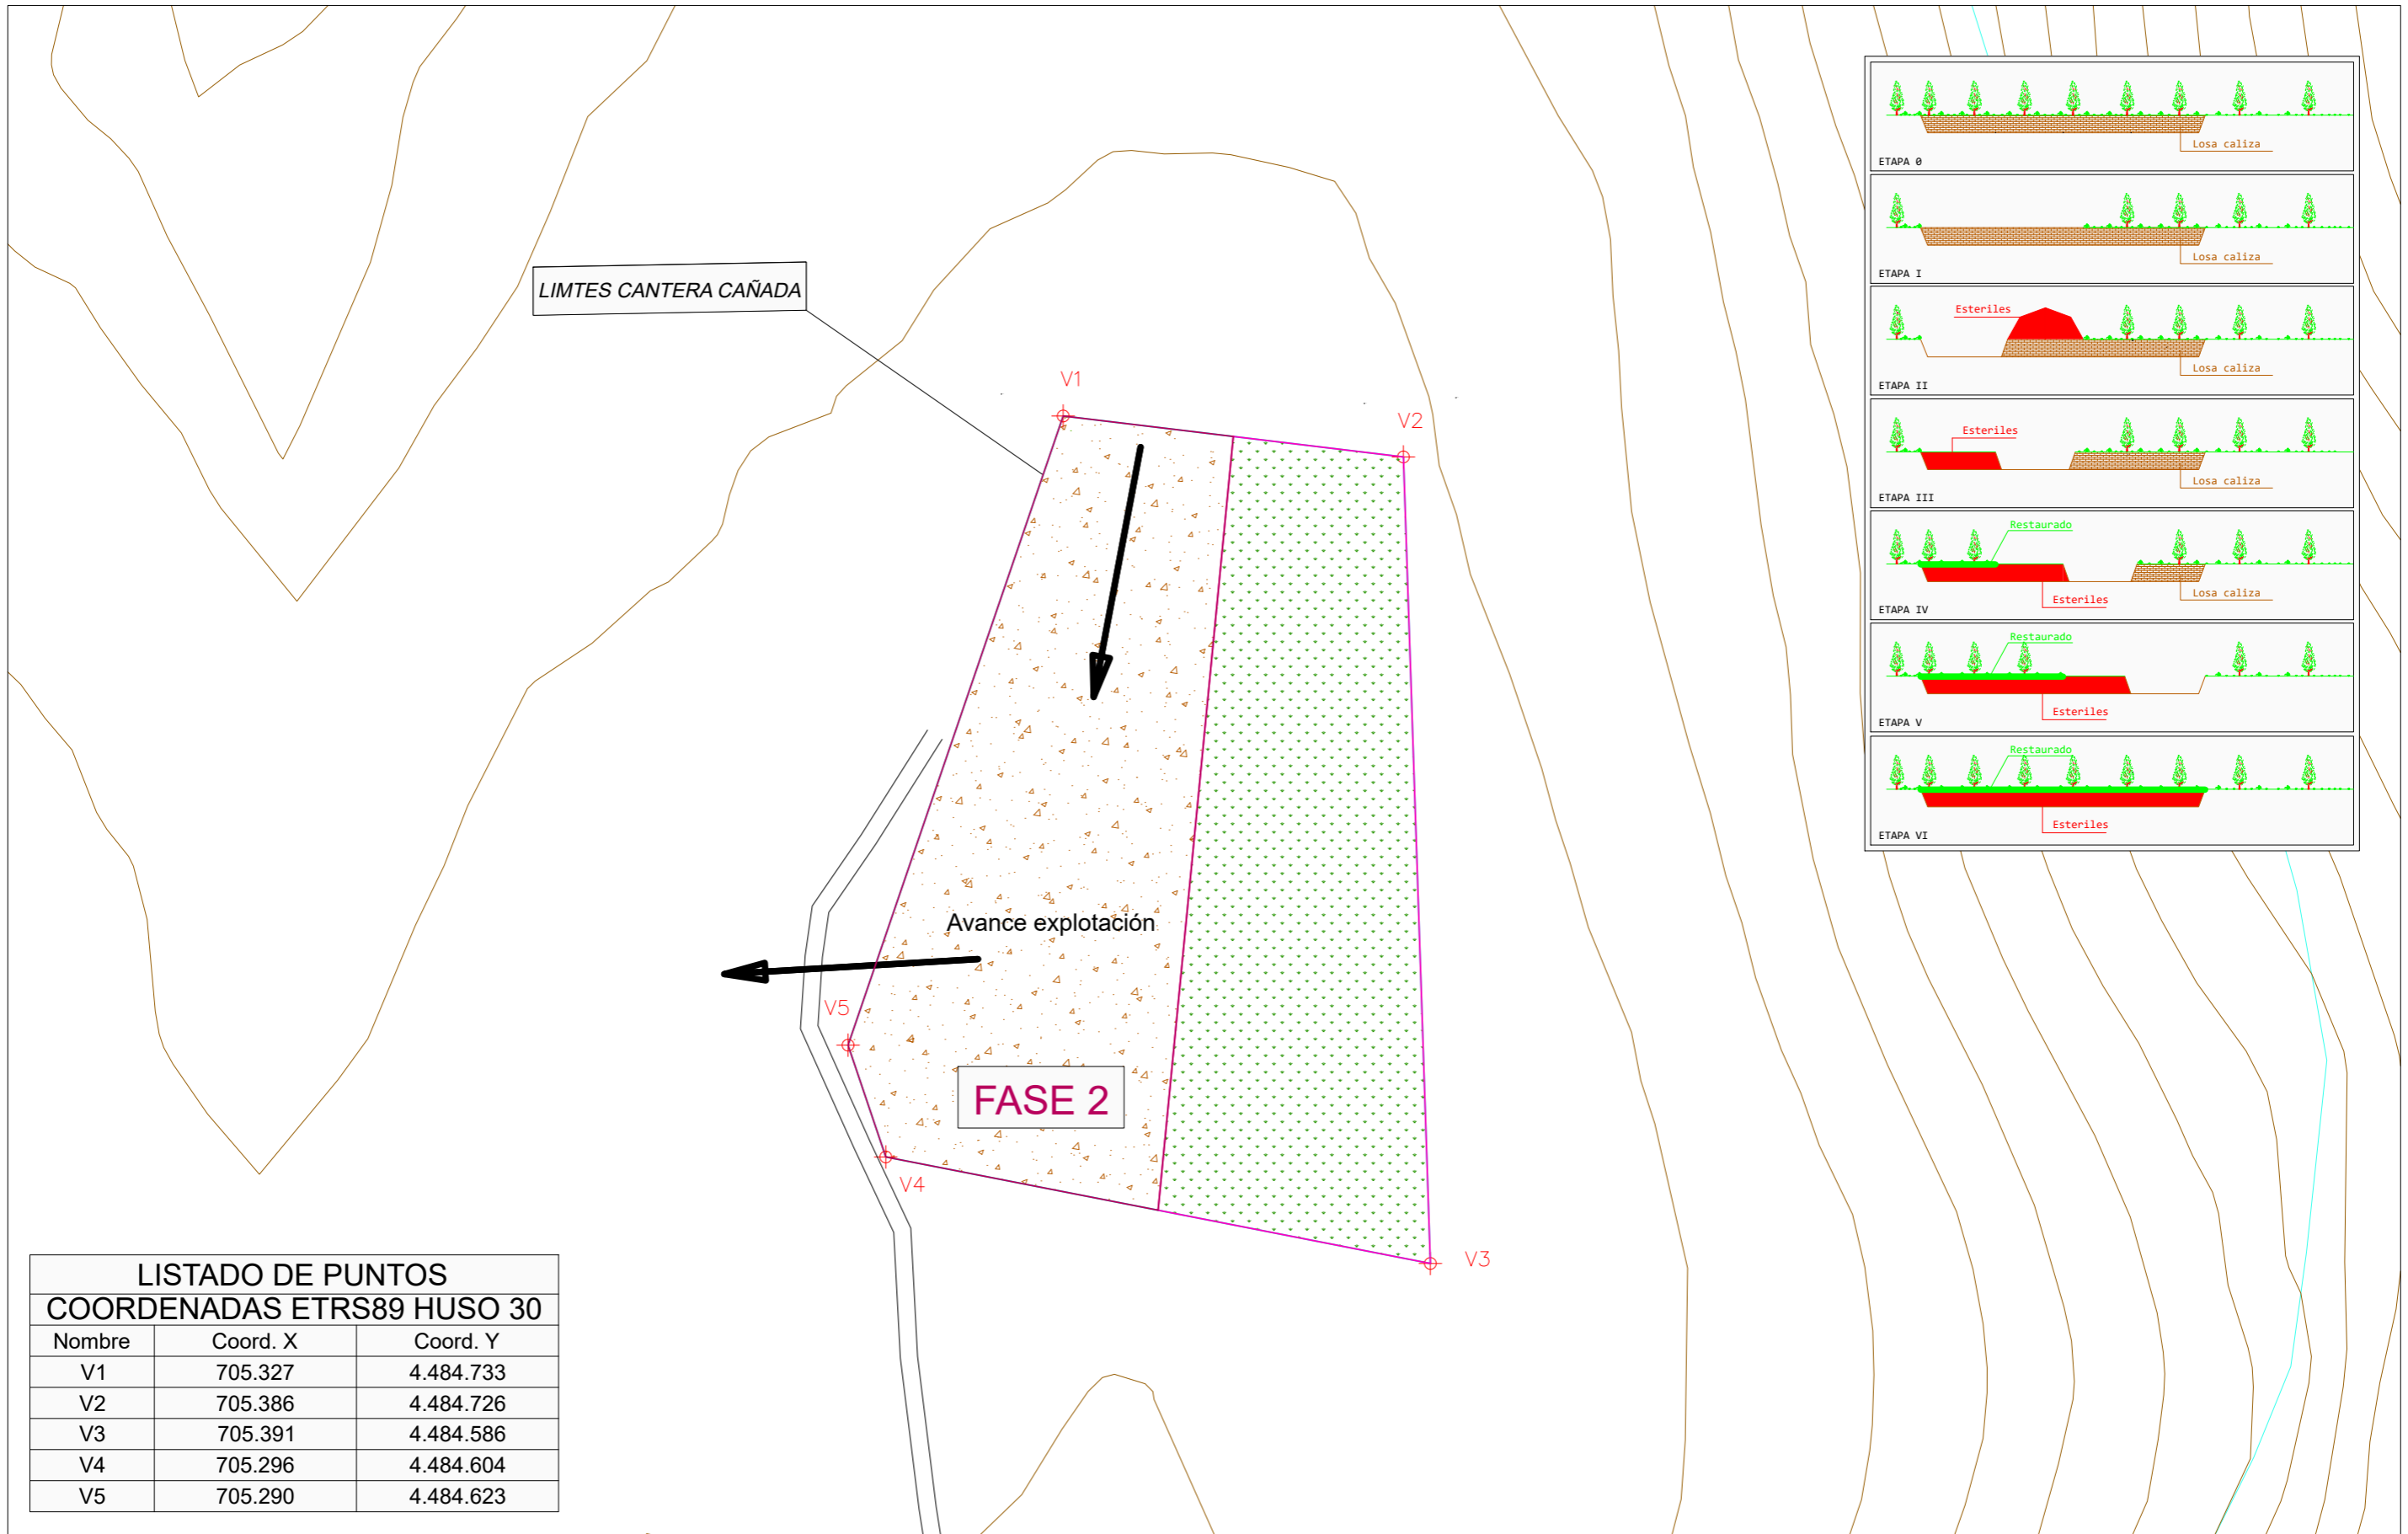 LIMTES CANTERA CAÑADA
V1
V2
Avance explotación
V5
FASE 2
V4
V3
LISTADO DE PUNTOS
COORDENADAS ETRS89 HUSO 30
Nombre Coord. X Coord. Y
V1 705.327 4.484.733
V2 705.386 4.484.726
V3 705.391 4.484.586
V4 705.296 4.484.604
V5 705.290 4.484.623
Losa caliza
ETAPA 0
Losa caliza
ETAPA I
Esteriles
Losa caliza
ETAPA II
Esteriles
Losa caliza
ETAPA III
Restaurado
Losa caliza
Esteriles
ETAPA IV
Restaurado
Esteriles
ETAPA V
Restaurado
Esteriles
ETAPA VI